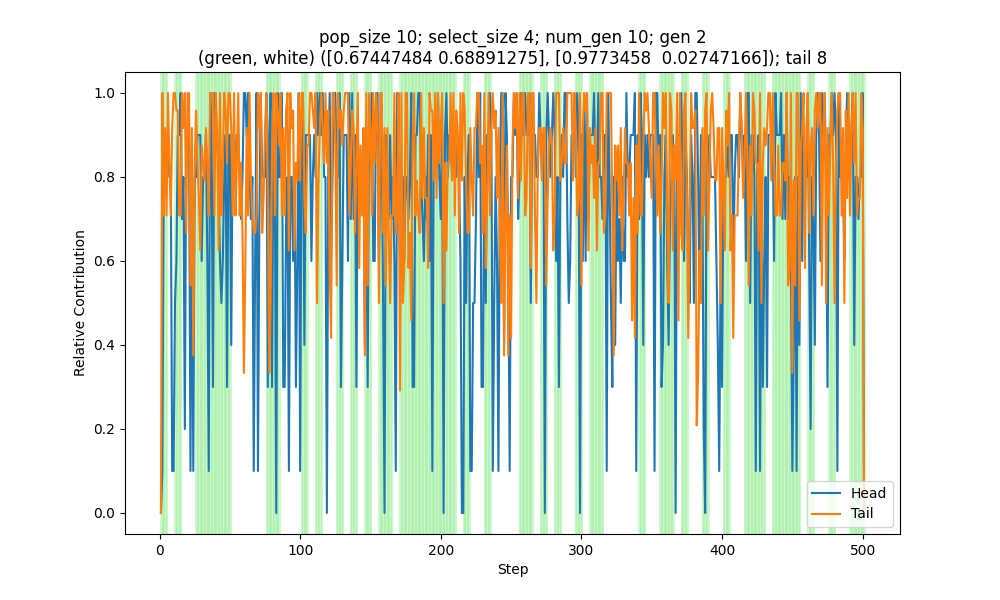 pop_size 10; select_size 4; num_gen 10; gen 2
(green, white) ([0.67447484 0.68891275], [0.9773458  0.02747166]); tail 8
1.0
0.8
0.6
0.4
0.2
0.0
Relative Contribution
0
100
200
300
400
500
Step
Head
Tail